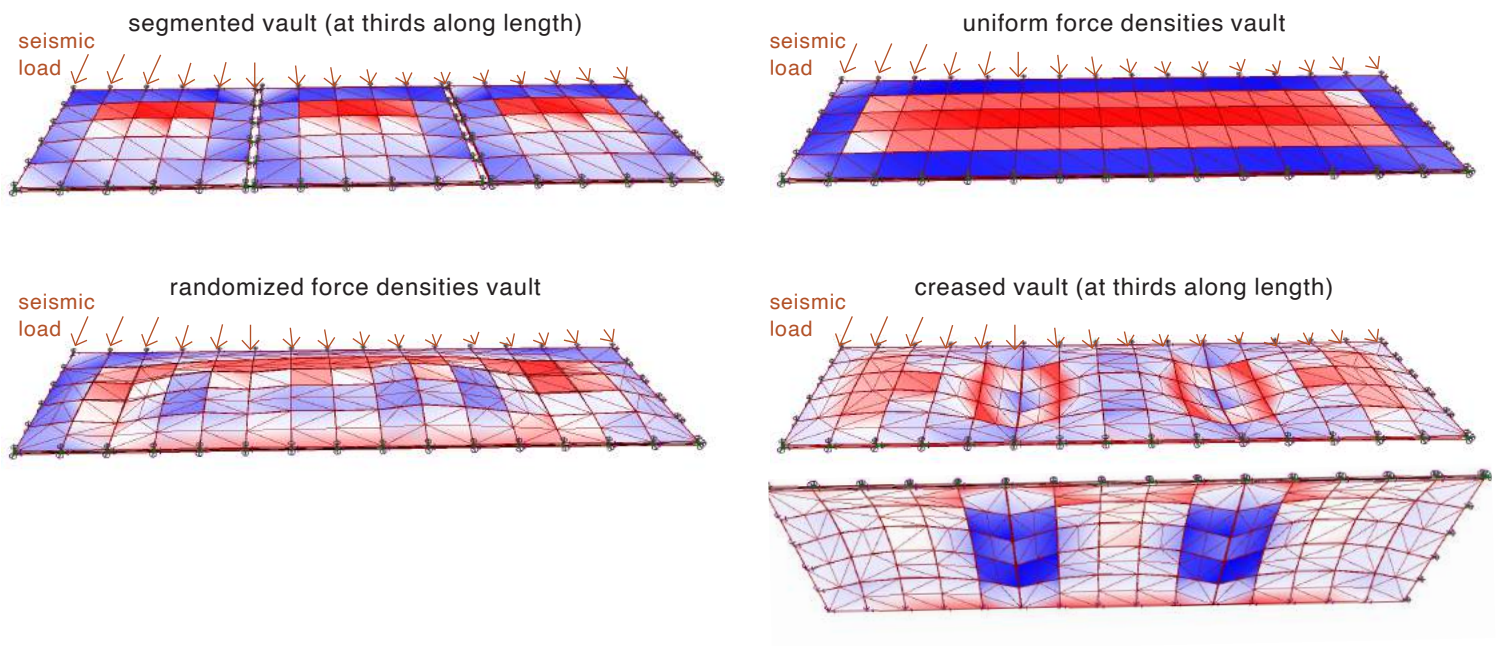 segmented vault (at thirds along length)
seismic
load
uniform force densities vault
seismic
load
randomized force densities vault
seismic
load
creased vault (at thirds along length)
seismic
load